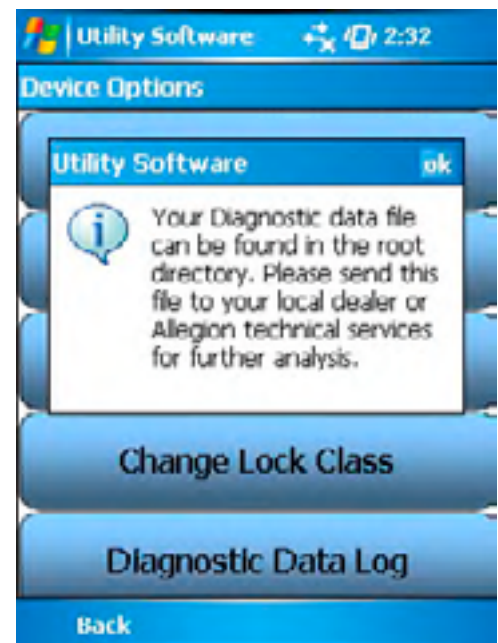 Utility Software 2:32
Device Options
Utility Software ok
Your Diagnostic data file
can be found in the root
directory. Please send this
file to your local dealer or
Allegion technical services
for further analysis.
Change Lock Class
Diagnostic Data Log
Back